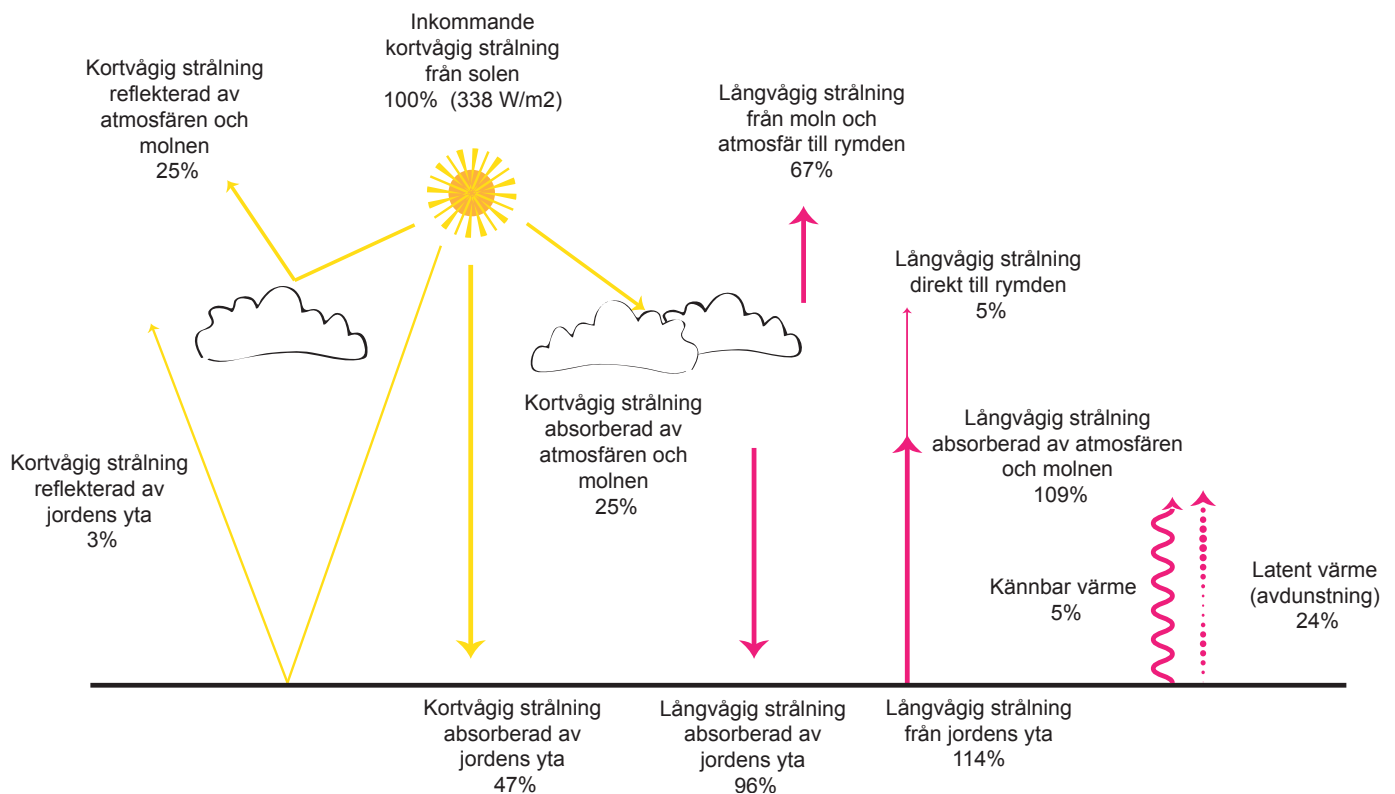 Inkommande
kortvågig strålning
från solen
100%  (338 W/m2)
Kortvågig strålning
reflekterad av
atmosfären och
molnen
25%
Långvågig strålning
från moln och
atmosfär till rymden
67%
Långvågig strålning
direkt till rymden
5%
Kortvågig strålning
absorberad av
atmosfären och
molnen
25%
Långvågig strålning
absorberad av atmosfären
och molnen
109%
Kortvågig strålning
reflekterad av
jordens yta
3%
Kännbar värme
5%
Latent värme
(avdunstning)
24%
Kortvågig strålning
absorberad av
jordens yta
47%
Långvågig strålning
absorberad av
jordens yta
96%
Långvågig strålning
från jordens yta
114%